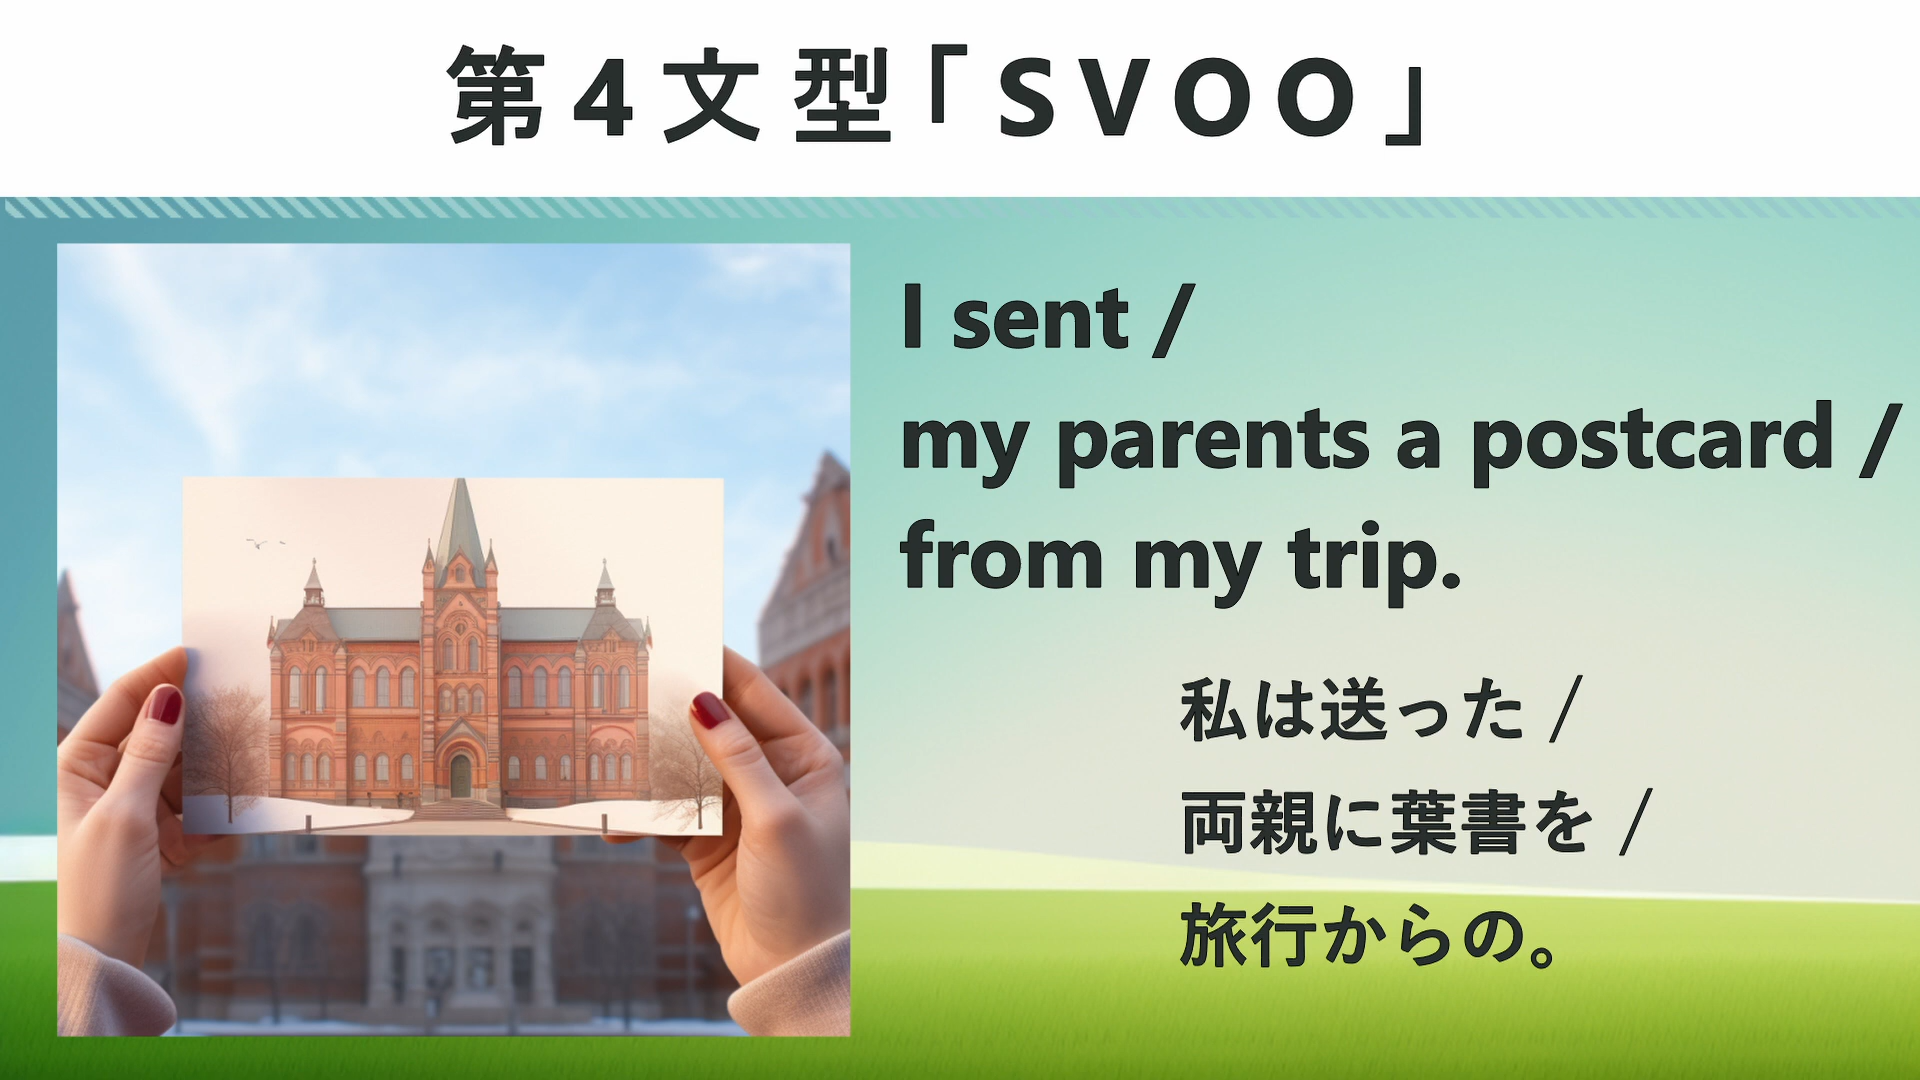 第4文型「SVOO」
I sent /
my parents a postcard /
from my trip.
私は送った /
両親に葉書を /
旅行からの。